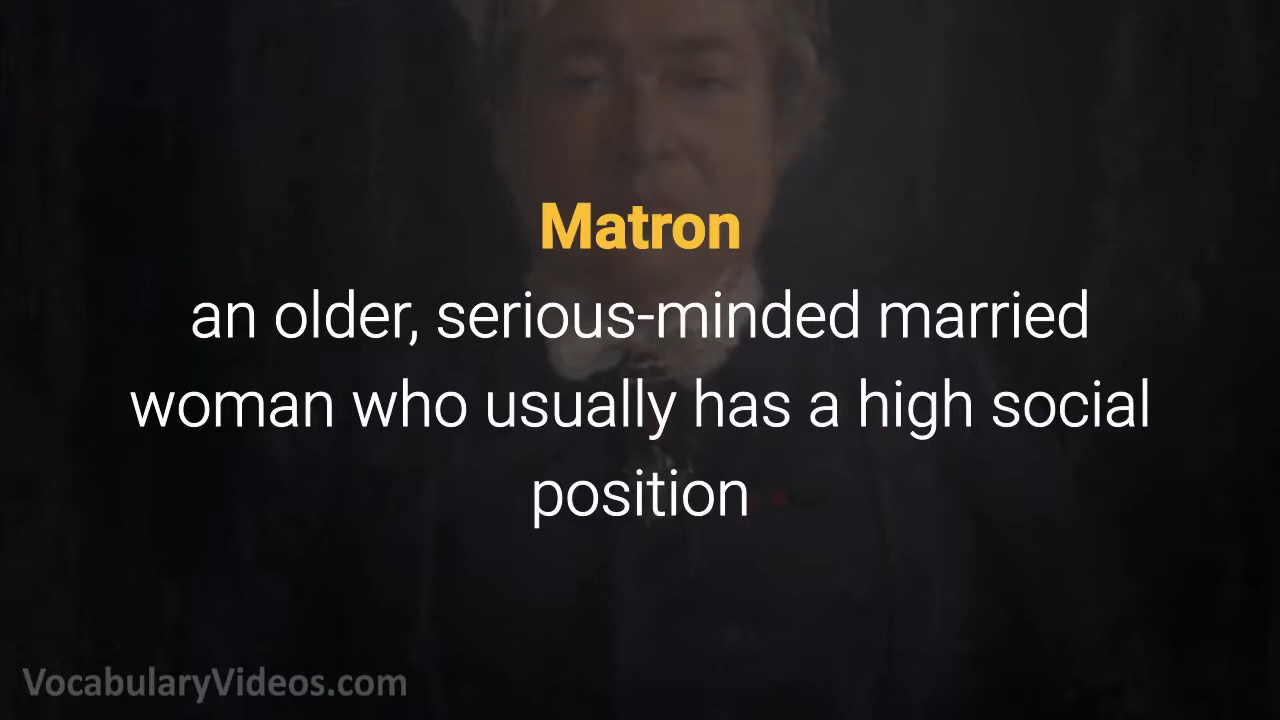 Matron
an older, serious-minded married
woman who usually has a high social
position
VocabularyVideos.com